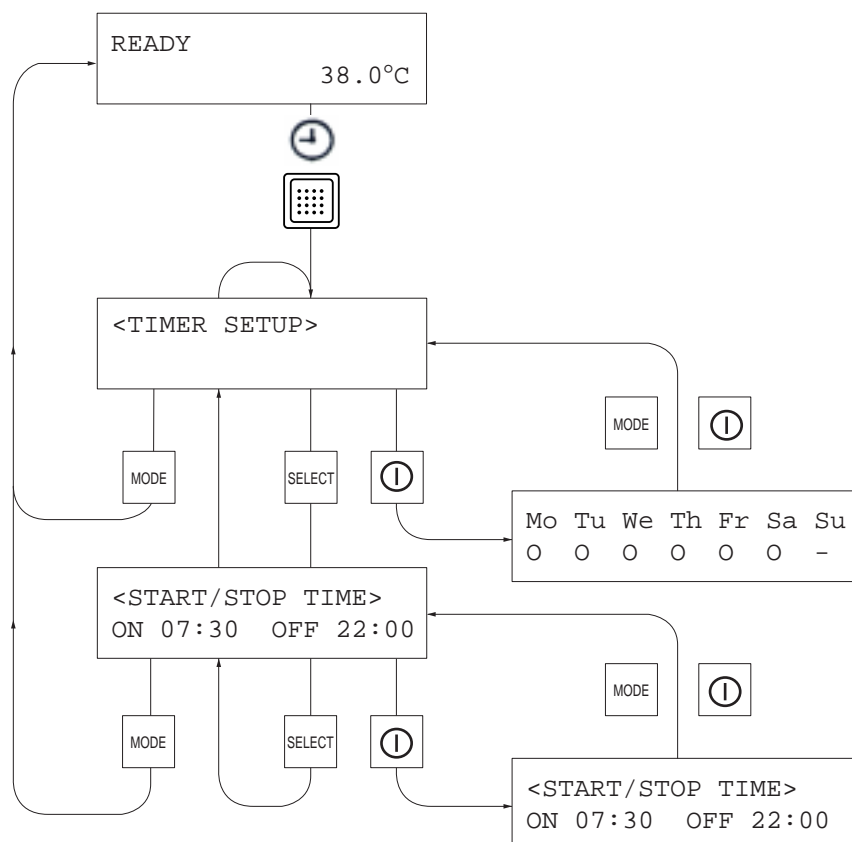 READY
38.0°C
<TIMER SETUP>
MODE
MODE
SELECT
Mo Tu We Th Fr Sa Su
O O O O O O -
<START/STOP TIME>
ON 07:30 OFF 22:00
MODE
MODE
SELECT
<START/STOP TIME>
ON 07:30 OFF 22:00